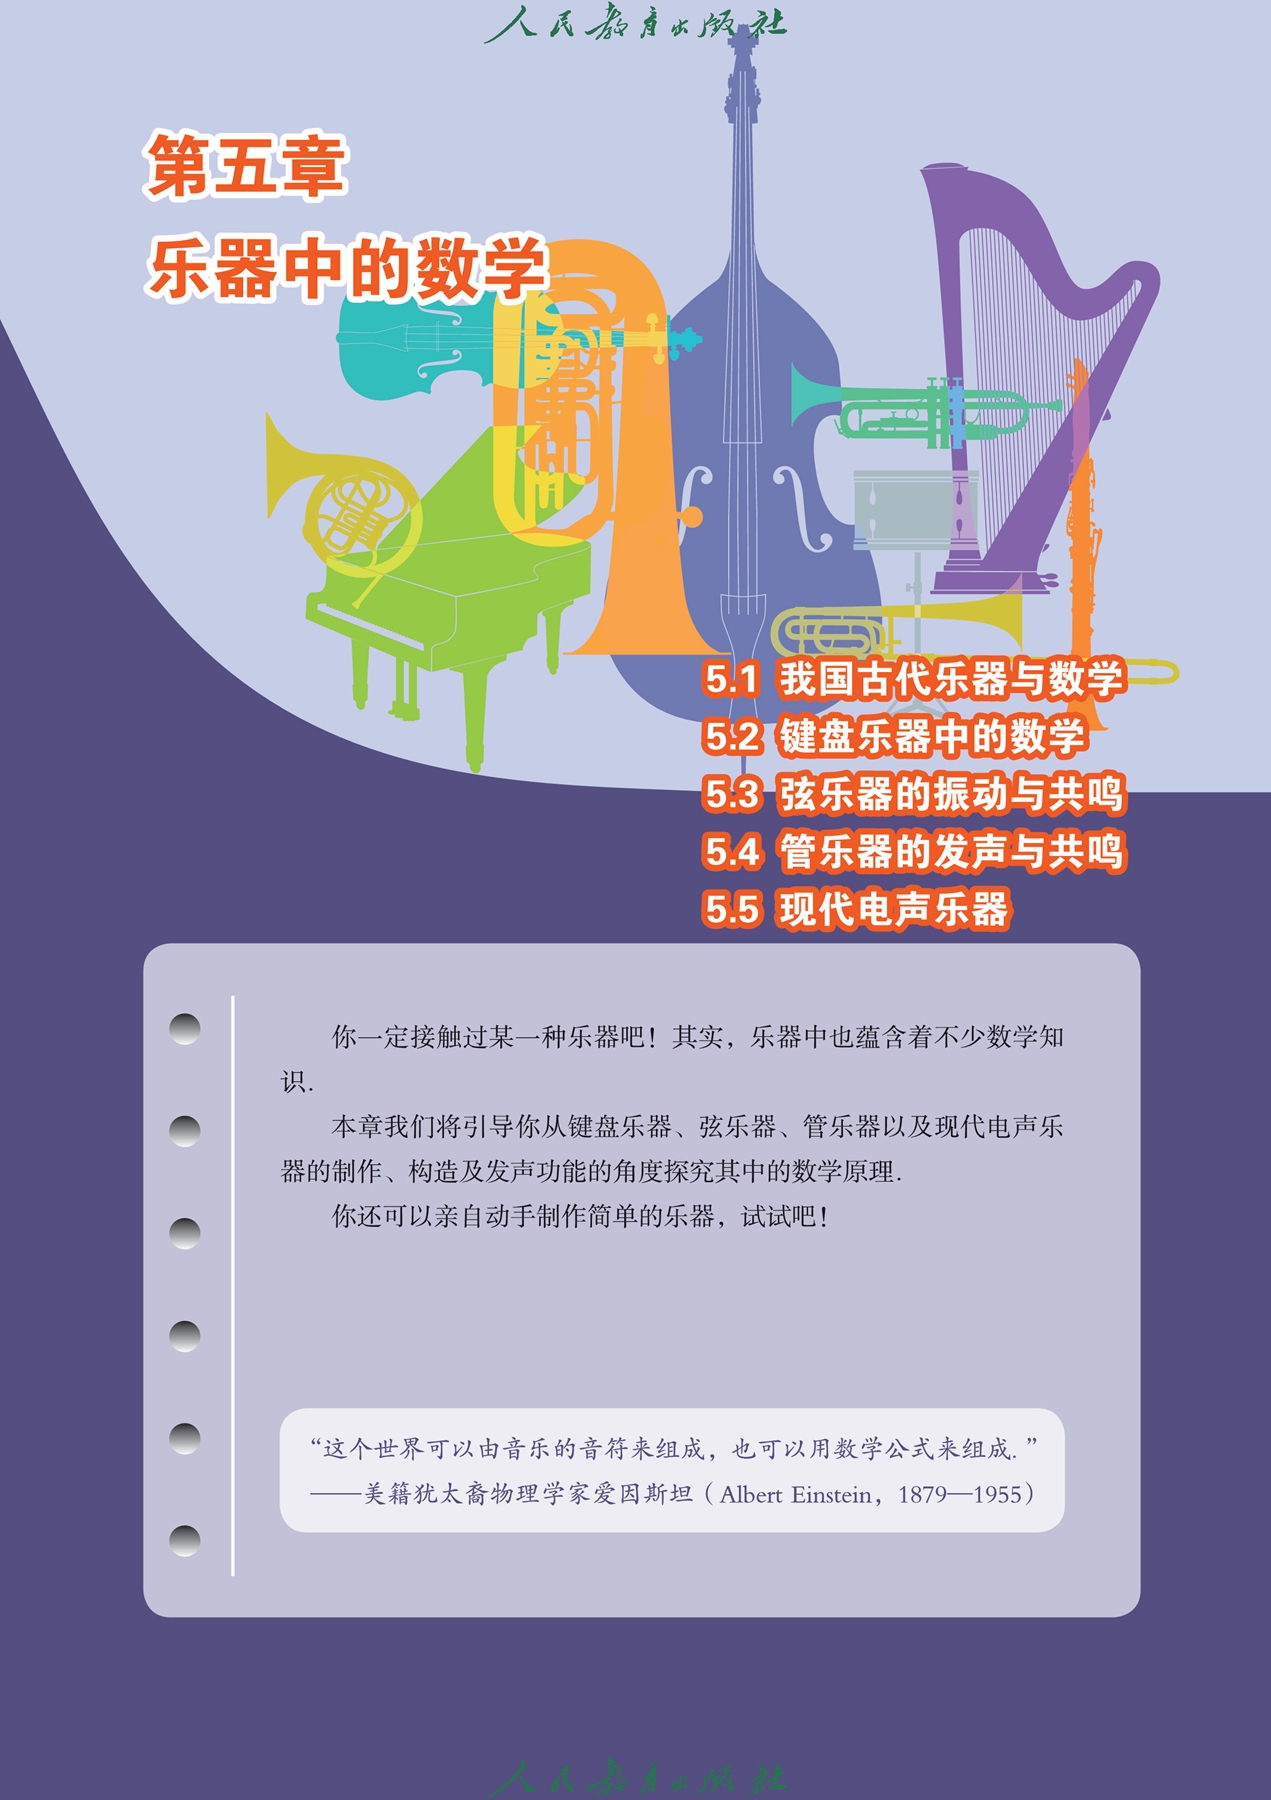 人民教育出版社
第五章
乐器中的数学
5.1 我国古代乐器与数学
5.2 键盘乐器中的数学
5.3 弦乐器的振动与共鸣
5.4 管乐器的发声与共鸣
5.5 现代电声乐器
你一定接触过某一种乐器吧！其实，乐器中也蕴含着不少数学知
识.
本章我们将引导你从键盘乐器、弦乐器、管乐器以及现代电声乐
器的制作、构造及发声功能的角度探究其中的数学原理.
你还可以亲自动手制作简单的乐器，试试吧！
“这个世界可以由音乐的音符来组成，也可以用数学公式来组成.”
——美籍犹太裔物理学家爱因斯坦（Albert Einstein，1879—1955）
人民教育出版社